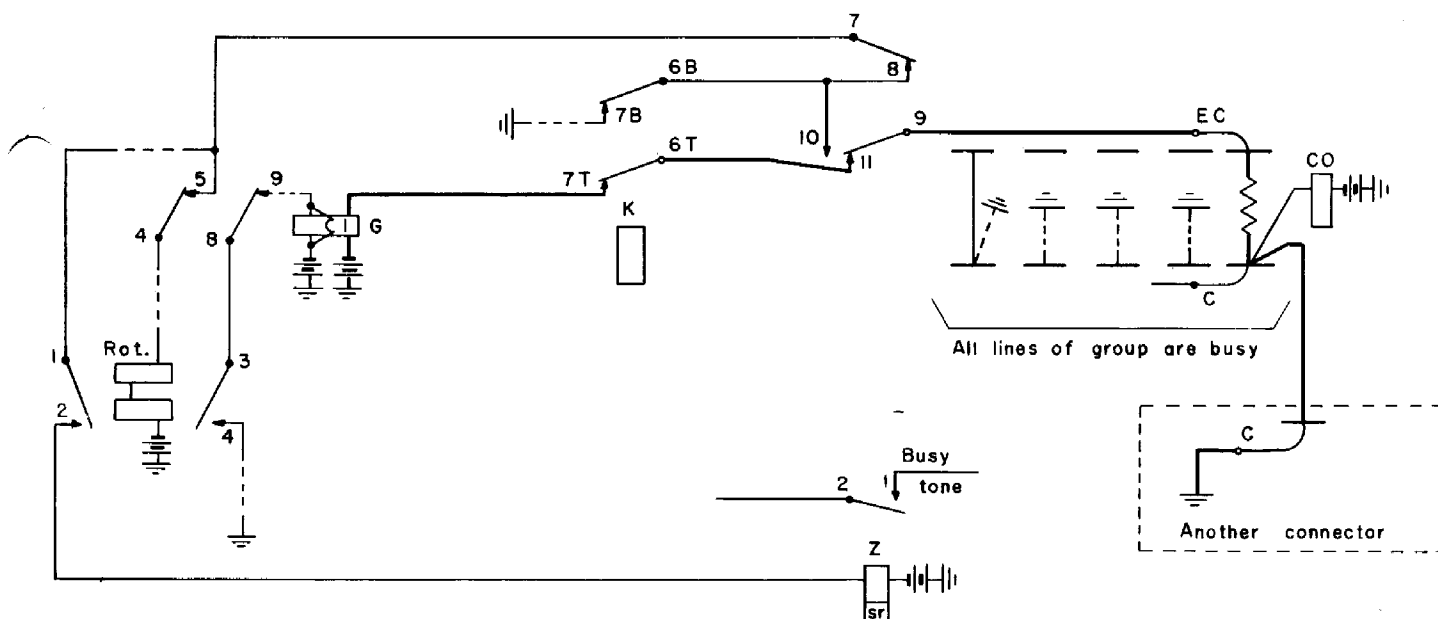 7
8
6B
7B
10
9
EC
11
6T
7T
CO
5
9
4
8
G
K
C
All lines of group are busy
1
Rot.
3
2
4
C
Busy
2
1
tone
Another connector
Z
sr